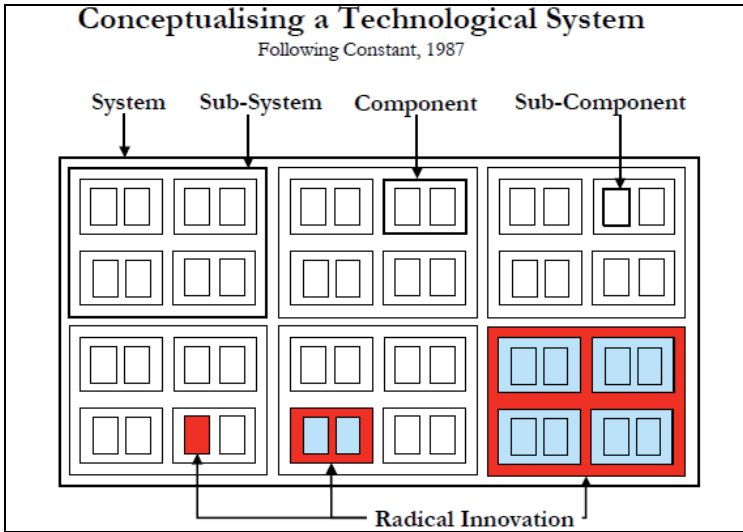 Conceptualising a Technological System
Following Constant, 1987
System Sub-System Component Sub-Component
Radical Innovation